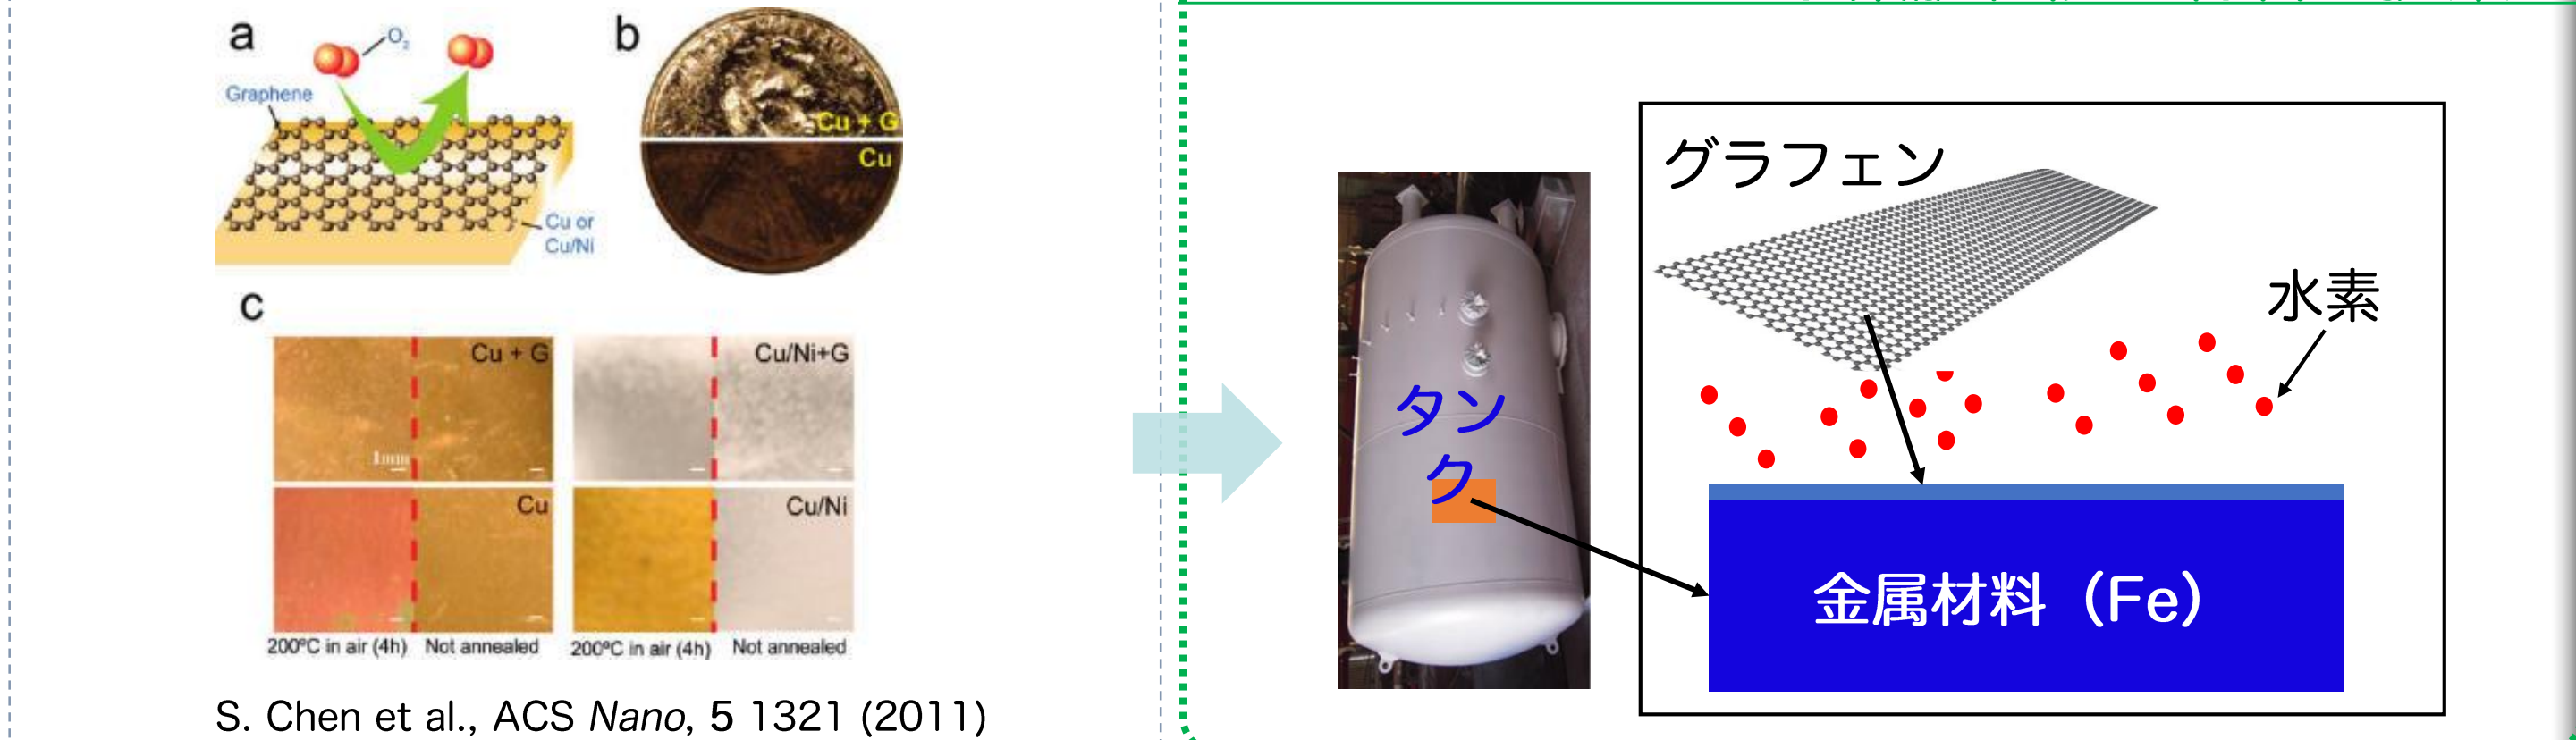 a
O₂
Graphene
Cu or
Cu/Ni
b
Cu + G
Cu
c
Cu + G
1mm
Cu/Ni+G
Cu
Cu/Ni
200ºC in air (4h)
Not annealed
200ºC in air (4h)
Not annealed
S. Chen et al., ACS Nano, 5 1321 (2011)
タン
ク
グラフェン
水素
金属材料（Fe）